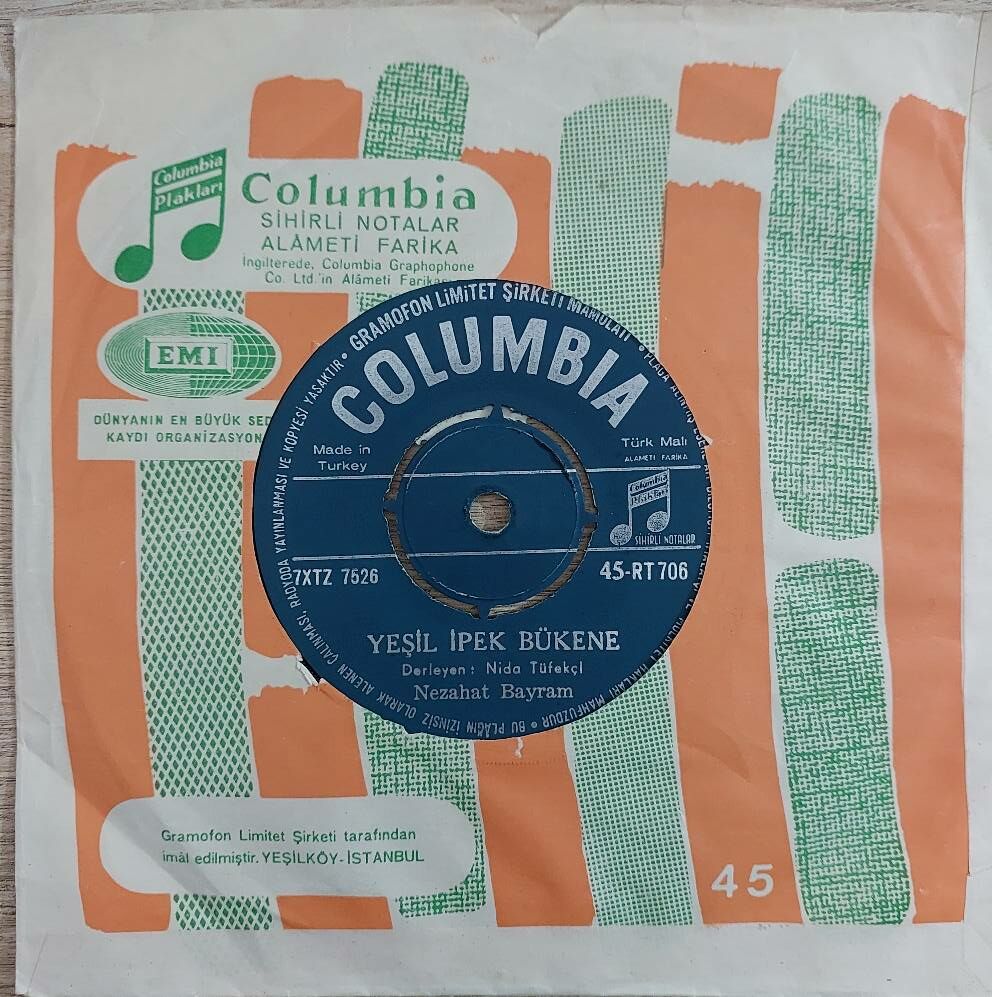 Columbia
Plakları
Columbia
SİHİRLİ NOTALAR
ALÂMETİ FARİKA
İngilterede, Columbia Graphophone
Co. Ltd.'in Alâmeti
EMI
DÜNYANIN EN BÜYÜK
KAYDI ORGANİZASYON
GRAMOFON LİMİTET ŞİRKETİ MAMULATI
COLUMBIA
Made in
Turkey
Türk Malı
ALAMETİ FARİKA
Columbia
Plakları
SİHİRLİ NOTALAR
7XTZ 7526
45-RT 706
YEŞİL İPEK BÜKENE
Derleyen: Nida Tüfekçi
Nezahat Bayram
MAHFUZDUR • BU PLÂĞIN İZİNSİZ OLARAK ALENEN ÇALINMASI, RADYODA YAYINLANMASI VE KOPYESİ YASAKTIR •
Gramofon Limitet Şirketi tarafından
imâl edilmiştir. YEŞİLKÖY-İSTANBUL
45